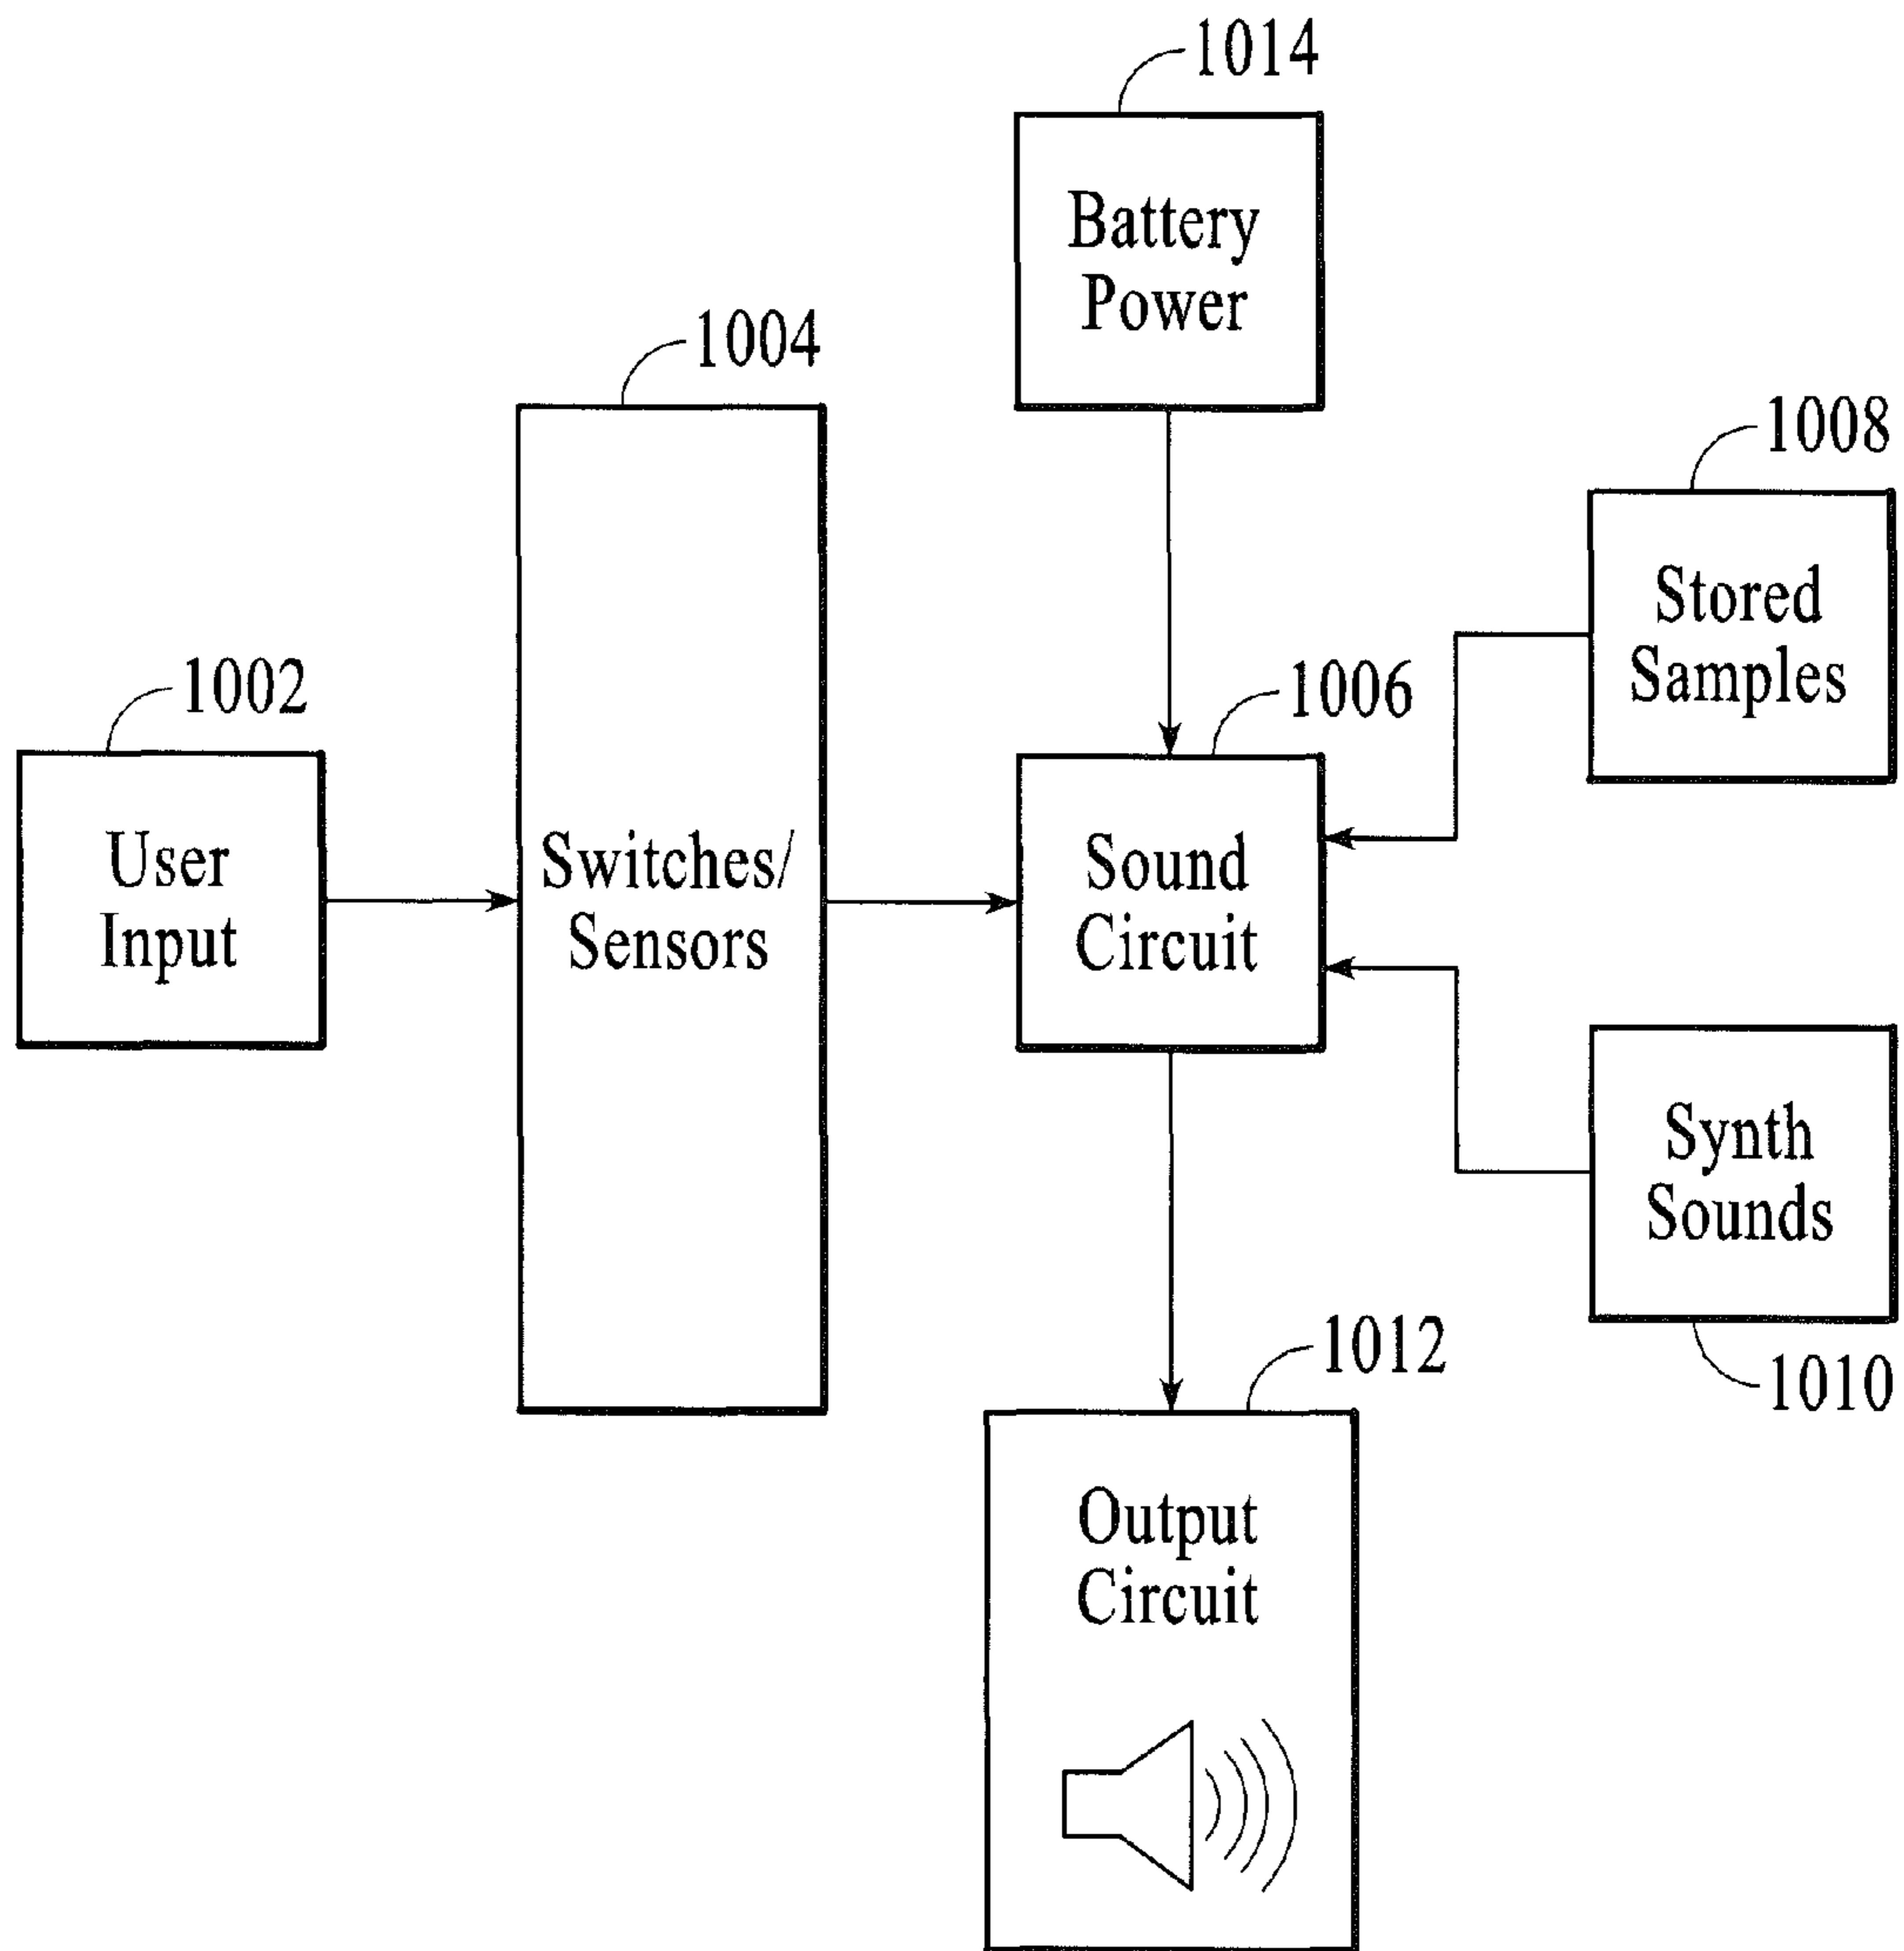 1014
Battery
Power
1004
1008
Stored
Samples
1002
1006
User
Input
Switches/
Sensors
Sound
Circuit
Synth
Sounds
1012
1010
Output
Circuit